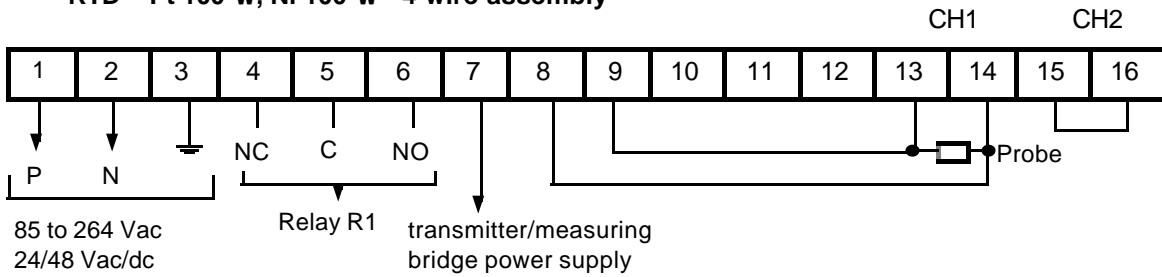 CH1 CH2
1 2 3 4 5 6 7 8 9 10 11 12 13 14 15 16
NC C NO
Probe
P N
Relay R1
85 to 264 Vac
24/48 Vac/dc
transmitter/measuring
bridge power supply